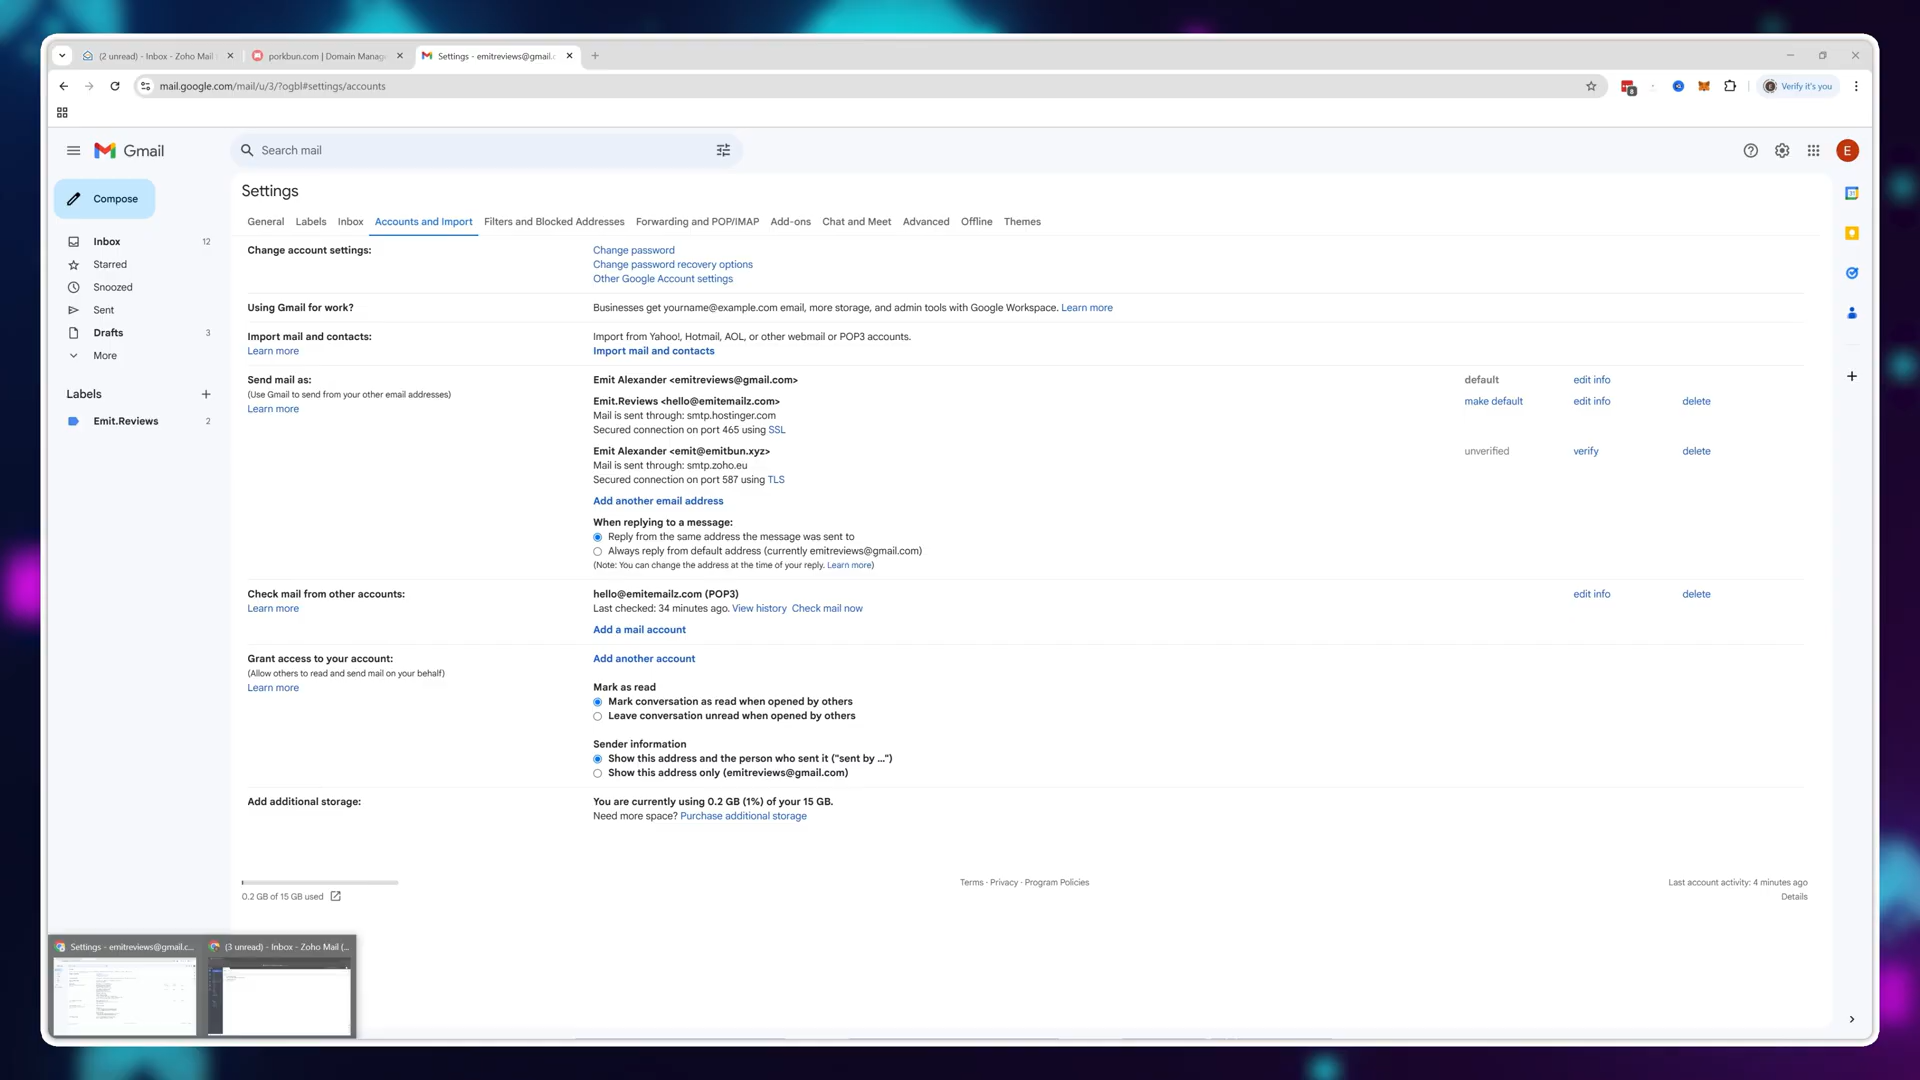 (2 unread) - Inbox - Zoho Mail
porkbun.com | Domain Manag
Settings - emitreviews@gmail.c
mail.google.com/mail/u/3/?ogbl#settings/accounts
8
Verify it's you
Gmail
Search mail
E
Compose
Inbox 12
Starred
Snoozed
Sent
Drafts 3
More
Labels
Emit.Reviews 2
Settings
General Labels Inbox Accounts and Import Filters and Blocked Addresses Forwarding and POP/IMAP Add-ons Chat and Meet Advanced Offline Themes
Change account settings:
Change password
Change password recovery options
Other Google Account settings
Using Gmail for work?
Businesses get yourname@example.com email, more storage, and admin tools with Google Workspace. Learn more
Import mail and contacts:
Learn more
Import from Yahoo!, Hotmail, AOL, or other webmail or POP3 accounts.
Import mail and contacts
Send mail as:
(Use Gmail to send from your other email addresses)
Learn more
Emit Alexander <emitreviews@gmail.com> default edit info
Emit.Reviews <hello@emitemailz.com> make default edit info delete
Mail is sent through: smtp.hostinger.com
Secured connection on port 465 using SSL
Emit Alexander <emit@emitbun.xyz> unverified verify delete
Mail is sent through: smtp.zoho.eu
Secured connection on port 587 using TLS
Add another email address
When replying to a message:
Reply from the same address the message was sent to
Always reply from default address (currently emitreviews@gmail.com)
(Note: You can change the address at the time of your reply. Learn more)
Check mail from other accounts:
Learn more
hello@emitemailz.com (POP3) edit info delete
Last checked: 34 minutes ago. View history Check mail now
Add a mail account
Grant access to your account:
(Allow others to read and send mail on your behalf)
Learn more
Add another account
Mark as read
Mark conversation as read when opened by others
Leave conversation unread when opened by others
Sender information
Show this address and the person who sent it ("sent by ...")
Show this address only (emitreviews@gmail.com)
Add additional storage:
You are currently using 0.2 GB (1%) of your 15 GB.
Need more space? Purchase additional storage
0.2 GB of 15 GB used
Terms · Privacy · Program Policies
Last account activity: 4 minutes ago
Details
Settings - emitreviews@gmail.c...
(3 unread) - Inbox - Zoho Mail (...